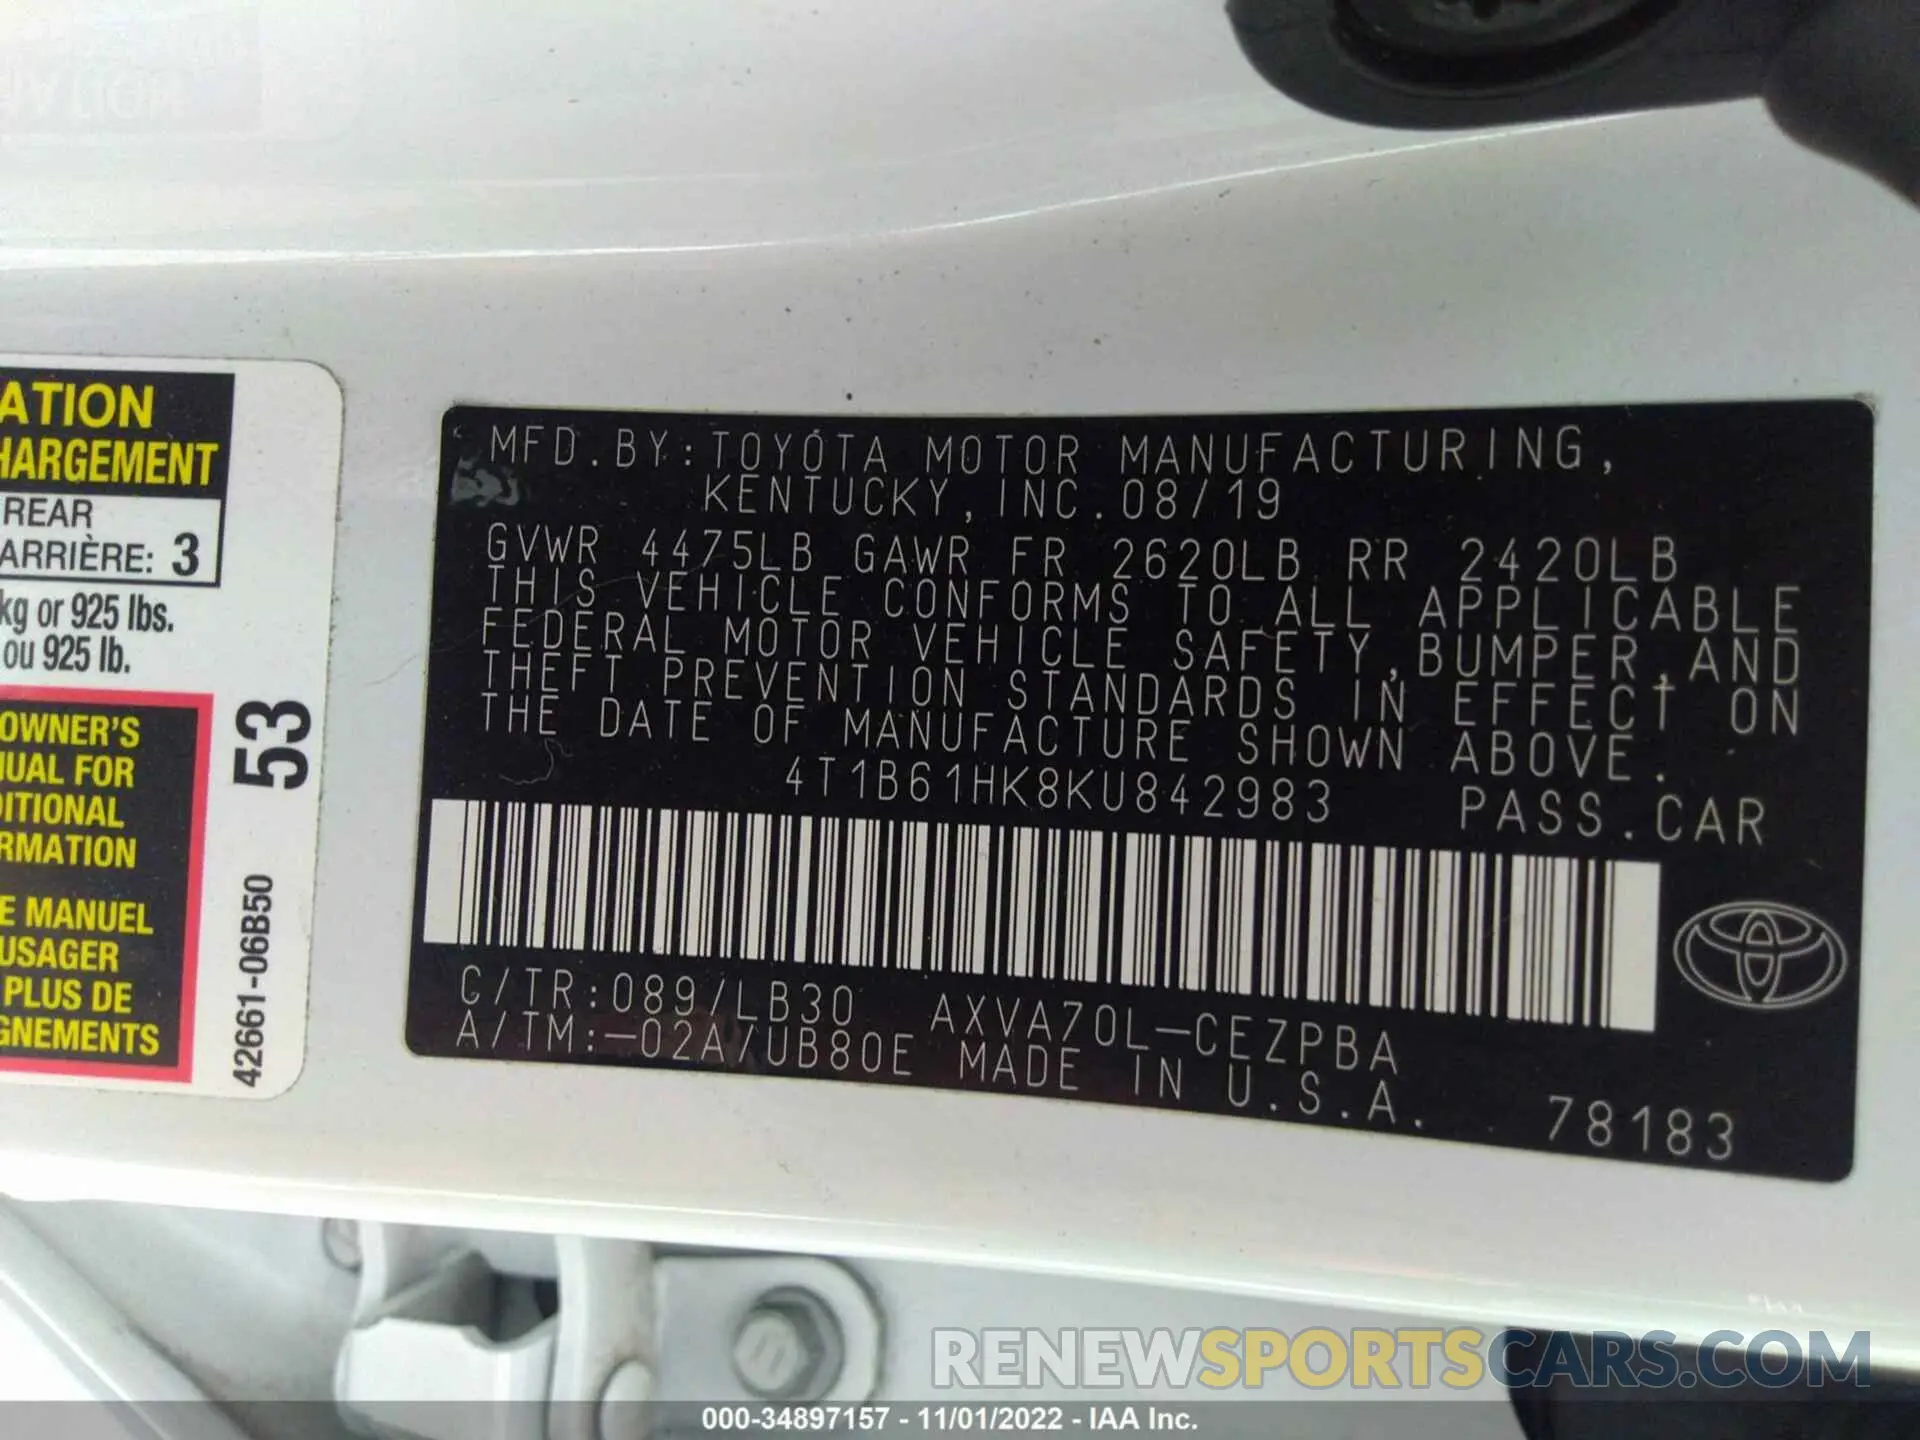 ATION
HARGEMENT
REAR
ARRIÈRE: 3
kg or 925 lbs.
ou 925 lb.
OWNER'S
UAL FOR
DITIONAL
RMATION
E MANUEL
USAGER
PLUS DE
GNEMENTS
53
42661-06B50
MFD.BY:TOYOTA MOTOR MANUFACTURING,
KENTUCKY,INC.08/19
GVWR 4475LB GAWR FR 2620LB RR 2420LB
THIS VEHICLE CONFORMS TO ALL APPLICABLE
FEDERAL MOTOR VEHICLE SAFETY,BUMPER,AND
THEFT PREVENTION STANDARDS IN EFFECT ON
THE DATE OF MANUFACTURE SHOWN ABOVE.
4T1B61HK8KU842983 PASS.CAR
C/TR:089/LB30 AXVA70L-CEZPBA
A/TM:-02A/UB80E MADE IN U.S.A.
78183
RENEWSPORTSCARS.COM
000-34897157 - 11/01/2022 - IAA Inc.